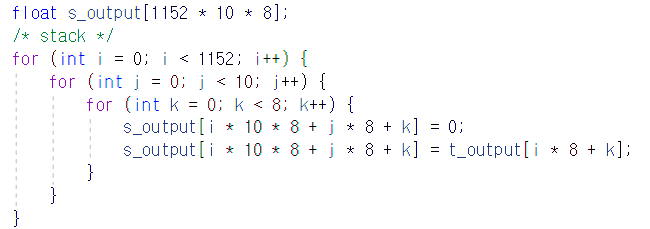 float s_output[1152 * 10 * 8];
/* stack */
for (int i = 0; i < 1152; i++) {
    for (int j = 0; j < 10; j++) {
        for (int k = 0; k < 8; k++) {
            s_output[i * 10 * 8 + j * 8 + k] = 0;
            s_output[i * 10 * 8 + j * 8 + k] = t_output[i * 8 + k];
        }
    }
}